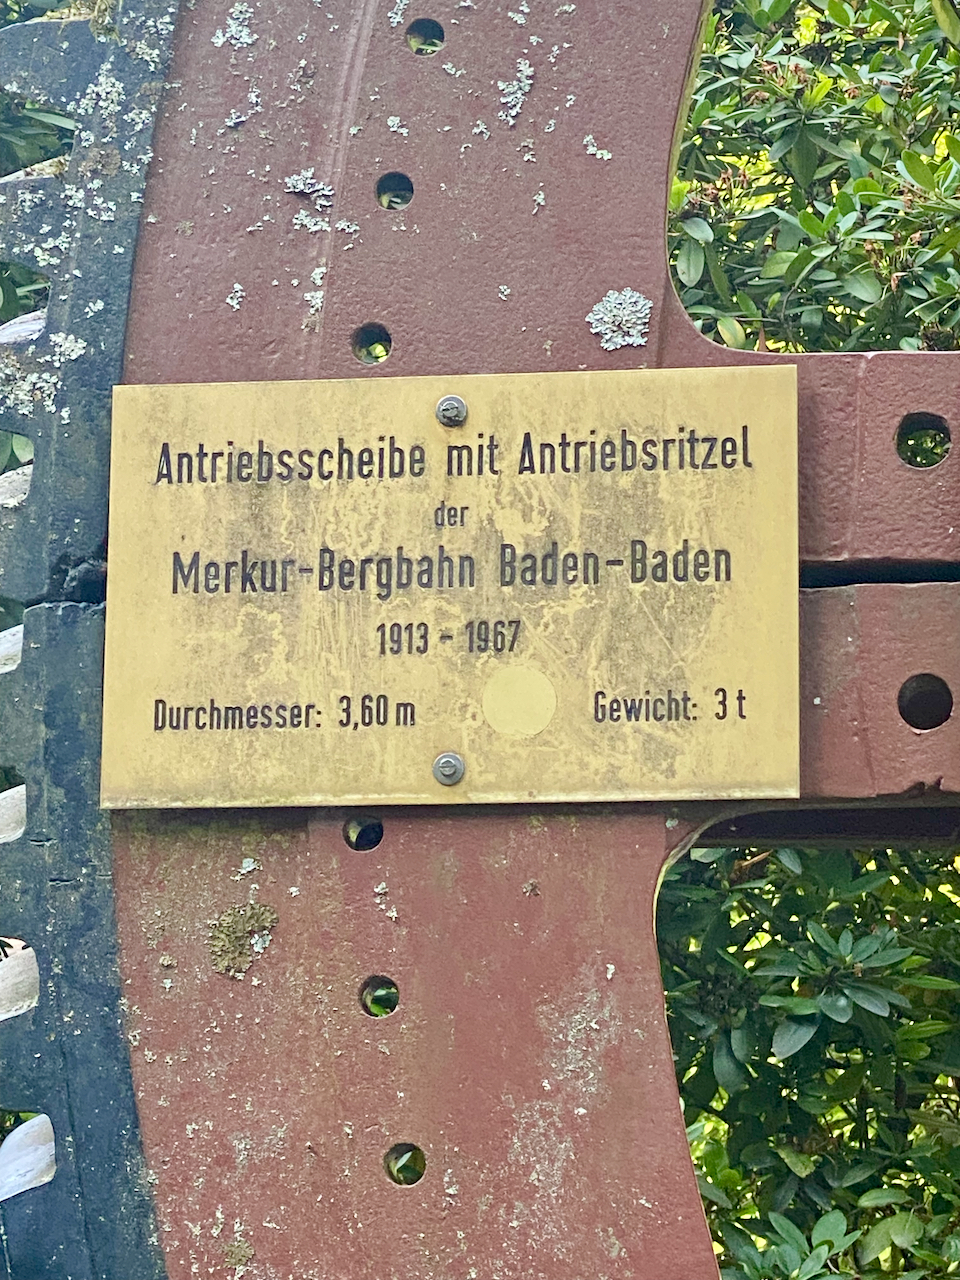 Antriebsscheibe mit Antriebsritzel
der
Merkur-Bergbahn Baden-Baden
1913 - 1967
Durchmesser: 3,60 m Gewicht: 3 t